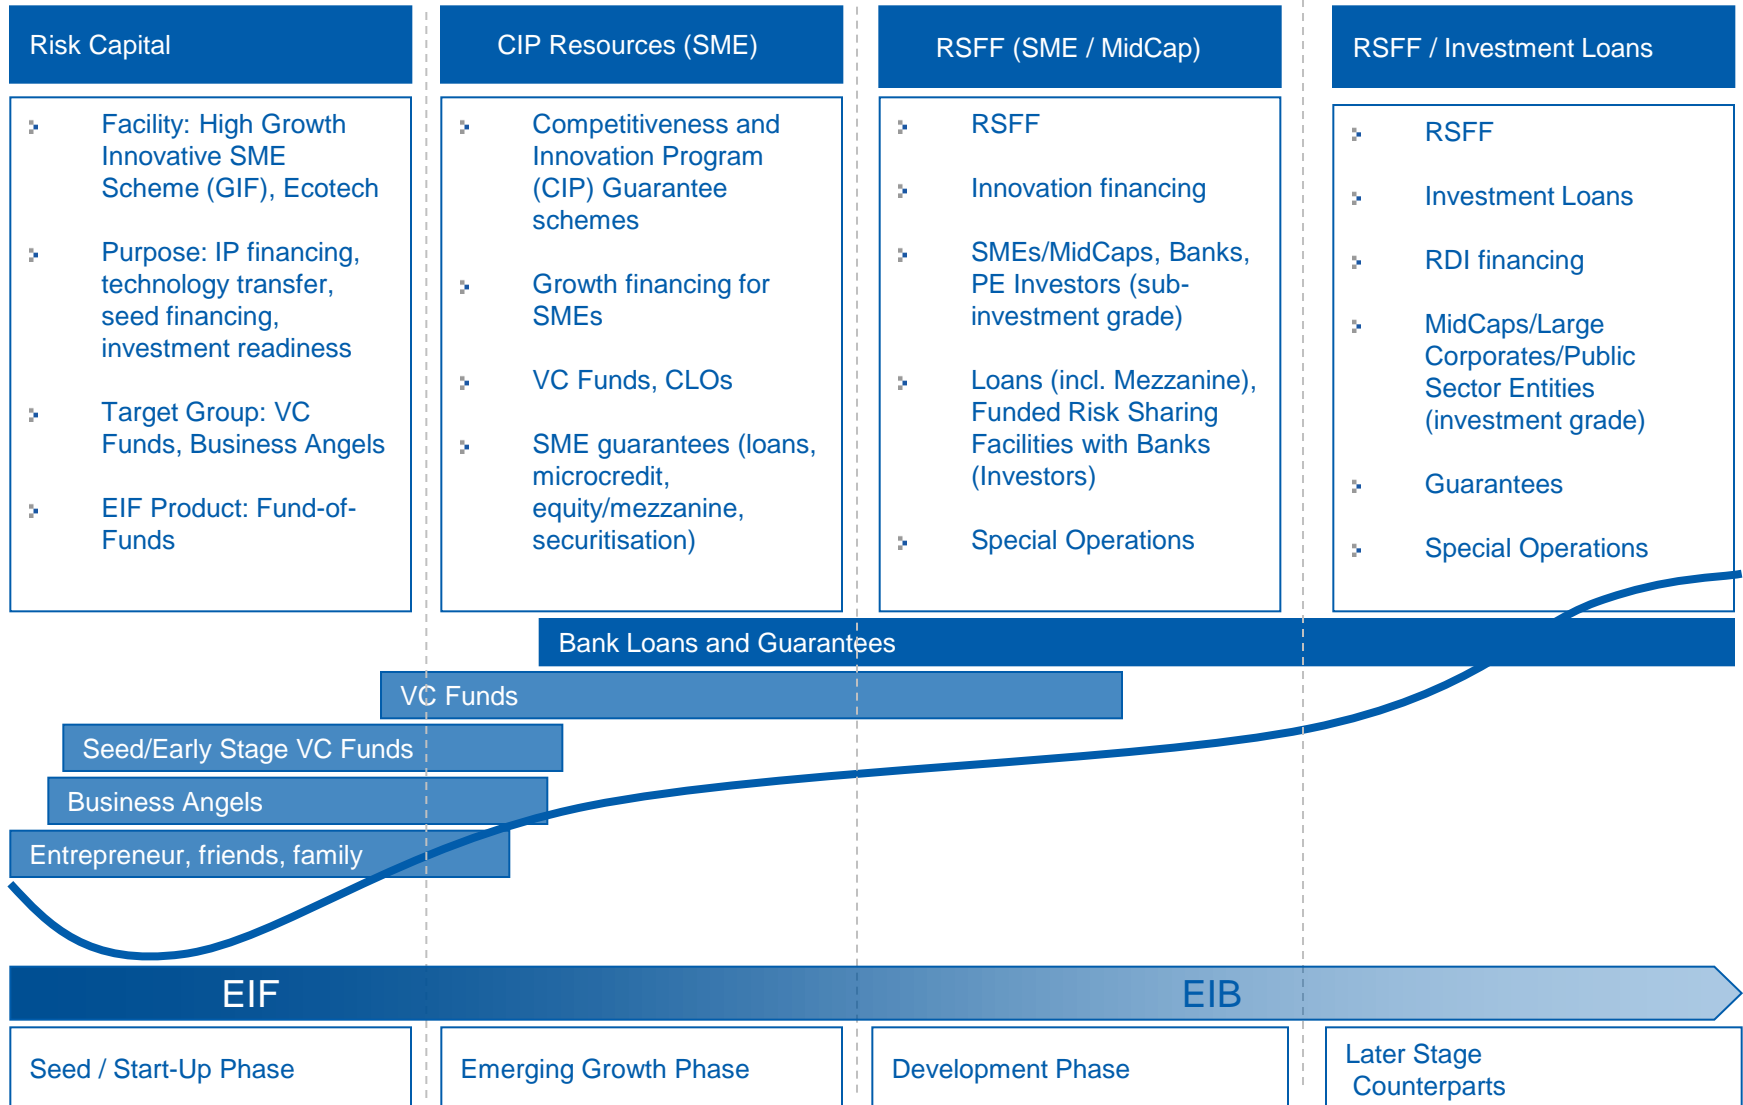 Risk Capital
Facility: High Growth
Innovative SME
Scheme (GIF), Ecotech
Purpose: IP financing,
technology transfer,
seed financing,
investment readiness
Target Group: VC
Funds, Business Angels
EIF Product: Fund-of-
Funds
CIP Resources (SME)
Competitiveness and
Innovation Program
(CIP) Guarantee
schemes
Growth financing for
SMEs
VC Funds, CLOs
SME guarantees (loans,
microcredit,
equity/mezzanine,
securitisation)
RSFF (SME / MidCap)
RSFF
Innovation financing
SMEs/MidCaps, Banks,
PE Investors (sub-
investment grade)
Loans (incl. Mezzanine),
Funded Risk Sharing
Facilities with Banks
(Investors)
Special Operations
RSFF / Investment Loans
RSFF
Investment Loans
RDI financing
MidCaps/Large
Corporates/Public
Sector Entities
(investment grade)
Guarantees
Special Operations
Bank Loans and Guarantees
VC Funds
Seed/Early Stage VC Funds
Business Angels
Entrepreneur, friends, family
EIF
EIB
Seed / Start-Up Phase
Emerging Growth Phase
Development Phase
Later Stage
Counterparts